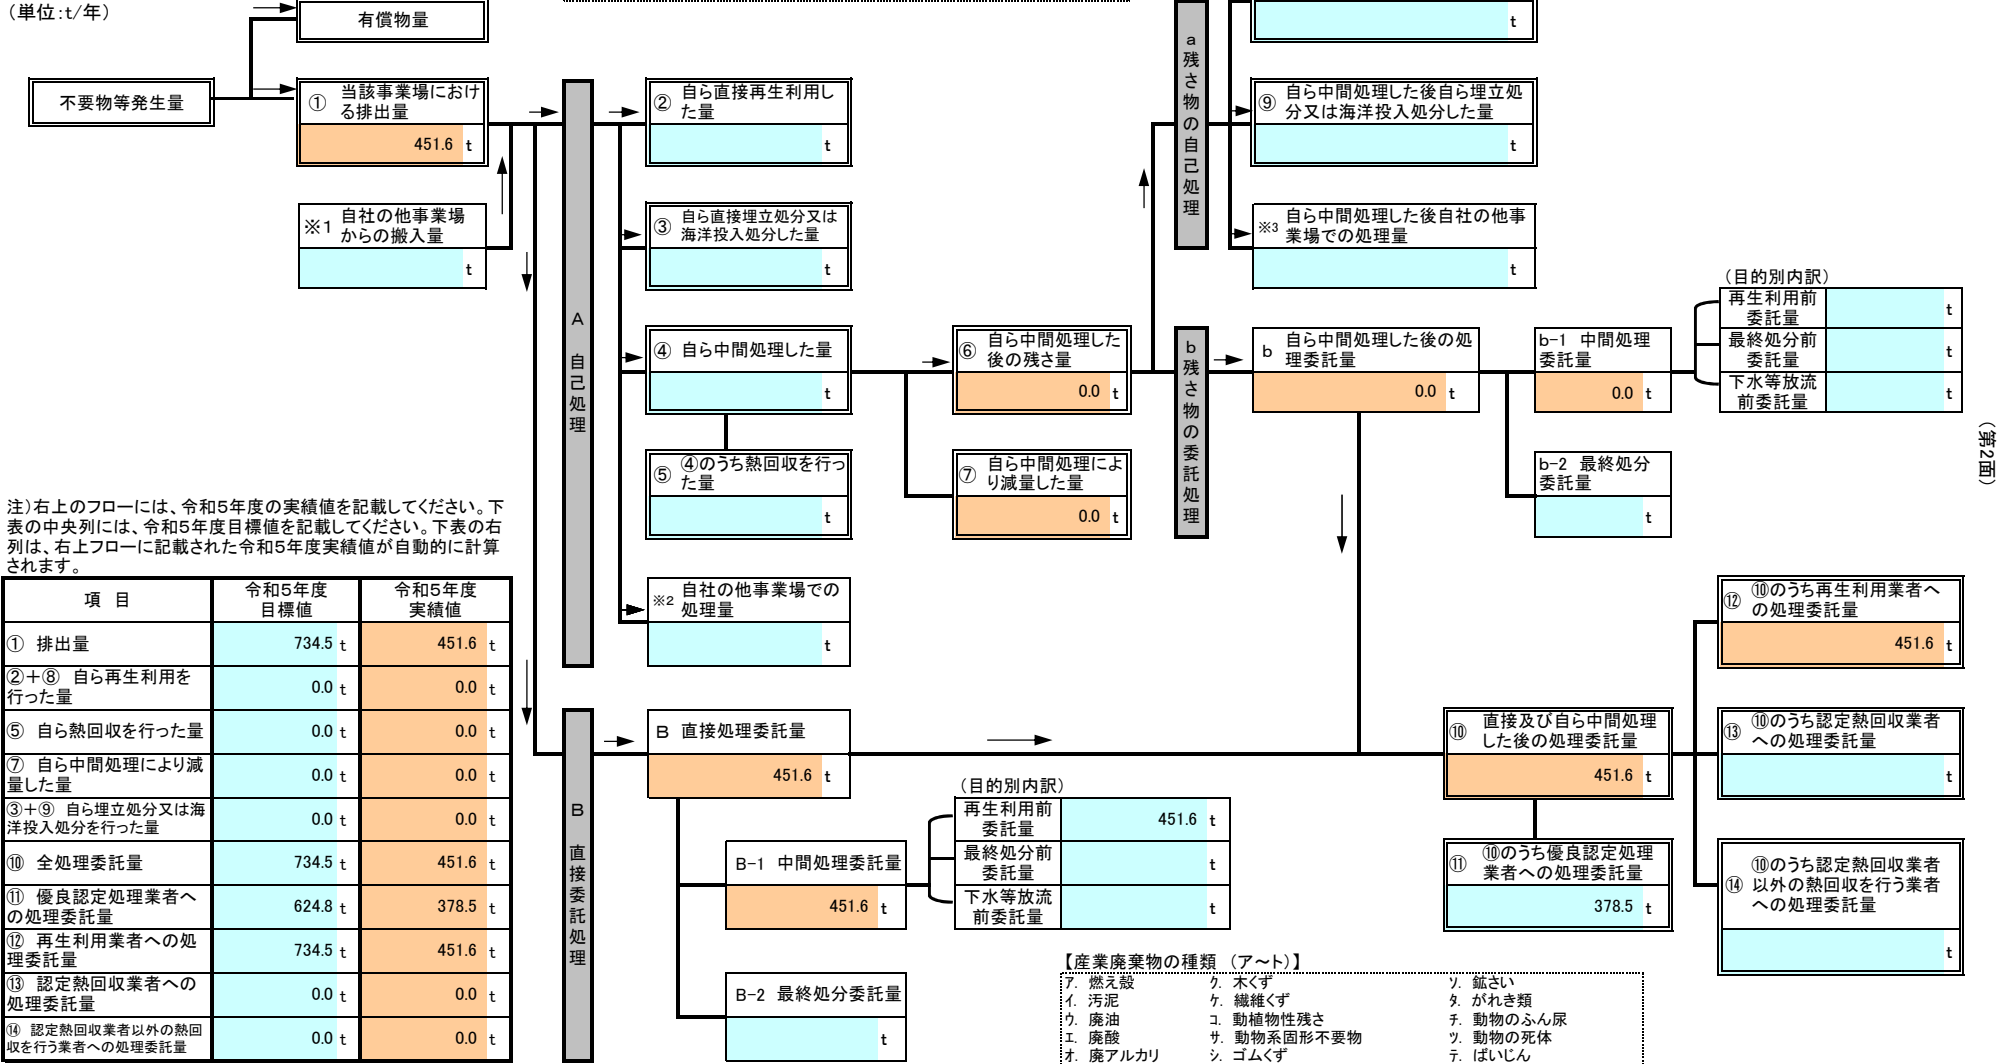 (単位:t/年)
有償物量
不要物等発生量
① 当該事業場におけ
る排出量
451.6 t
※1 自社の他事業場
からの搬入量
t
A
自己処理
② 自ら直接再生利用し
た量
t
③ 自ら直接埋立処分又は
海洋投入処分した量
t
④ 自ら中間処理した量
t
⑤ ④のうち熱回収を行っ
た量
t
※2 自社の他事業場での
処理量
t
⑥ 自ら中間処理した
後の残さ量
0.0 t
⑦ 自ら中間処理によ
り減量した量
0.0 t
a
残さ物の自己処理
t
⑨ 自ら中間処理した後自ら埋立処
分又は海洋投入処分した量
t
※3 自ら中間処理した後自社の他事
業場での処理量
t
b
残さ物の委託処理
b 自ら中間処理した後の処
理委託量
0.0 t
b-1 中間処理
委託量
0.0 t
b-2 最終処分
委託量
t
(目的別内訳)
再生利用前
委託量
t
最終処分前
委託量
t
下水等放流
前委託量
t
(第2面)
注)右上のフローには、令和5年度の実績値を記載してください。下
表の中央列には、令和5年度目標値を記載してください。下表の右
列は、右上フローに記載された令和5年度実績値が自動的に計算
されます。
項 目 令和5年度 目標値 令和5年度 実績値
① 排出量 734.5 t 451.6 t
②+⑧ 自ら再生利用を
行った量 0.0 t 0.0 t
⑤ 自ら熱回収を行った量 0.0 t 0.0 t
⑦ 自ら中間処理により減
量した量 0.0 t 0.0 t
③+⑨ 自ら埋立処分又は海
洋投入処分を行った量 0.0 t 0.0 t
⑩ 全処理委託量 734.5 t 451.6 t
⑪ 優良認定処理業者へ
の処理委託量 624.8 t 378.5 t
⑫ 再生利用業者への処
理委託量 734.5 t 451.6 t
⑬ 認定熱回収業者への
処理委託量 0.0 t 0.0 t
⑭ 認定熱回収業者以外の熱回
収を行う業者への処理委託量 0.0 t 0.0 t
B
直接委託処理
B 直接処理委託量
451.6 t
B-1 中間処理委託量
451.6 t
B-2 最終処分委託量
t
(目的別内訳)
再生利用前
委託量
451.6 t
最終処分前
委託量
t
下水等放流
前委託量
t
⑩ 直接及び自ら中間処理
した後の処理委託量
451.6 t
⑪ ⑩のうち優良認定処理
業者への処理委託量
378.5 t
⑫ ⑩のうち再生利用業者へ
の処理委託量
451.6 t
⑬ ⑩のうち認定熱回収業者
への処理委託量
t
⑭ ⑩のうち認定熱回収業者
以外の熱回収を行う業者
への処理委託量
t
【産業廃棄物の種類 (ア~ト)】
ア. 燃え殻 ク. 木くず ソ. 鉱さい
イ. 汚泥 ケ. 繊維くず タ. がれき類
ウ. 廃油 コ. 動植物性残さ チ. 動物のふん尿
エ. 廃酸 サ. 動物系固形不要物 ツ. 動物の死体
オ. 廃アルカリ シ. ゴムくず テ. ばいじん